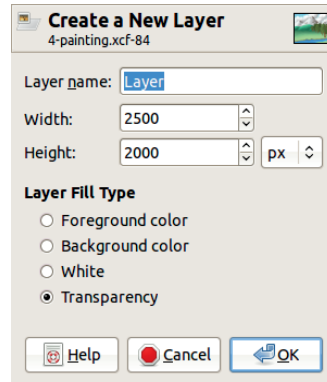 Create a New Layer
4-painting.xcf-84
Layer name: Layer
Width: 2500
Height: 2000 px
Layer Fill Type
Foreground color
Background color
White
Transparency
Help Cancel OK